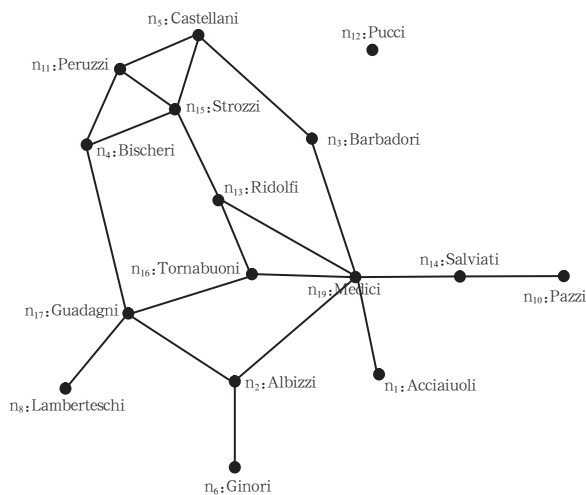 n₅:Castellani
n₁₂:Pucci
n₁₁:Peruzzi
n₁₅:Strozzi
n₃:Barbadori
n₄:Bischeri
n₁₃:Ridolfi
n₁₄:Salviati
n₁₆:Tornabuoni
n₁₉:Medici
n₁₀:Pazzi
n₁₇:Guadagni
n₂:Albizzi
n₁:Acciaiuoli
n₈:Lamberteschi
n₆:Ginori